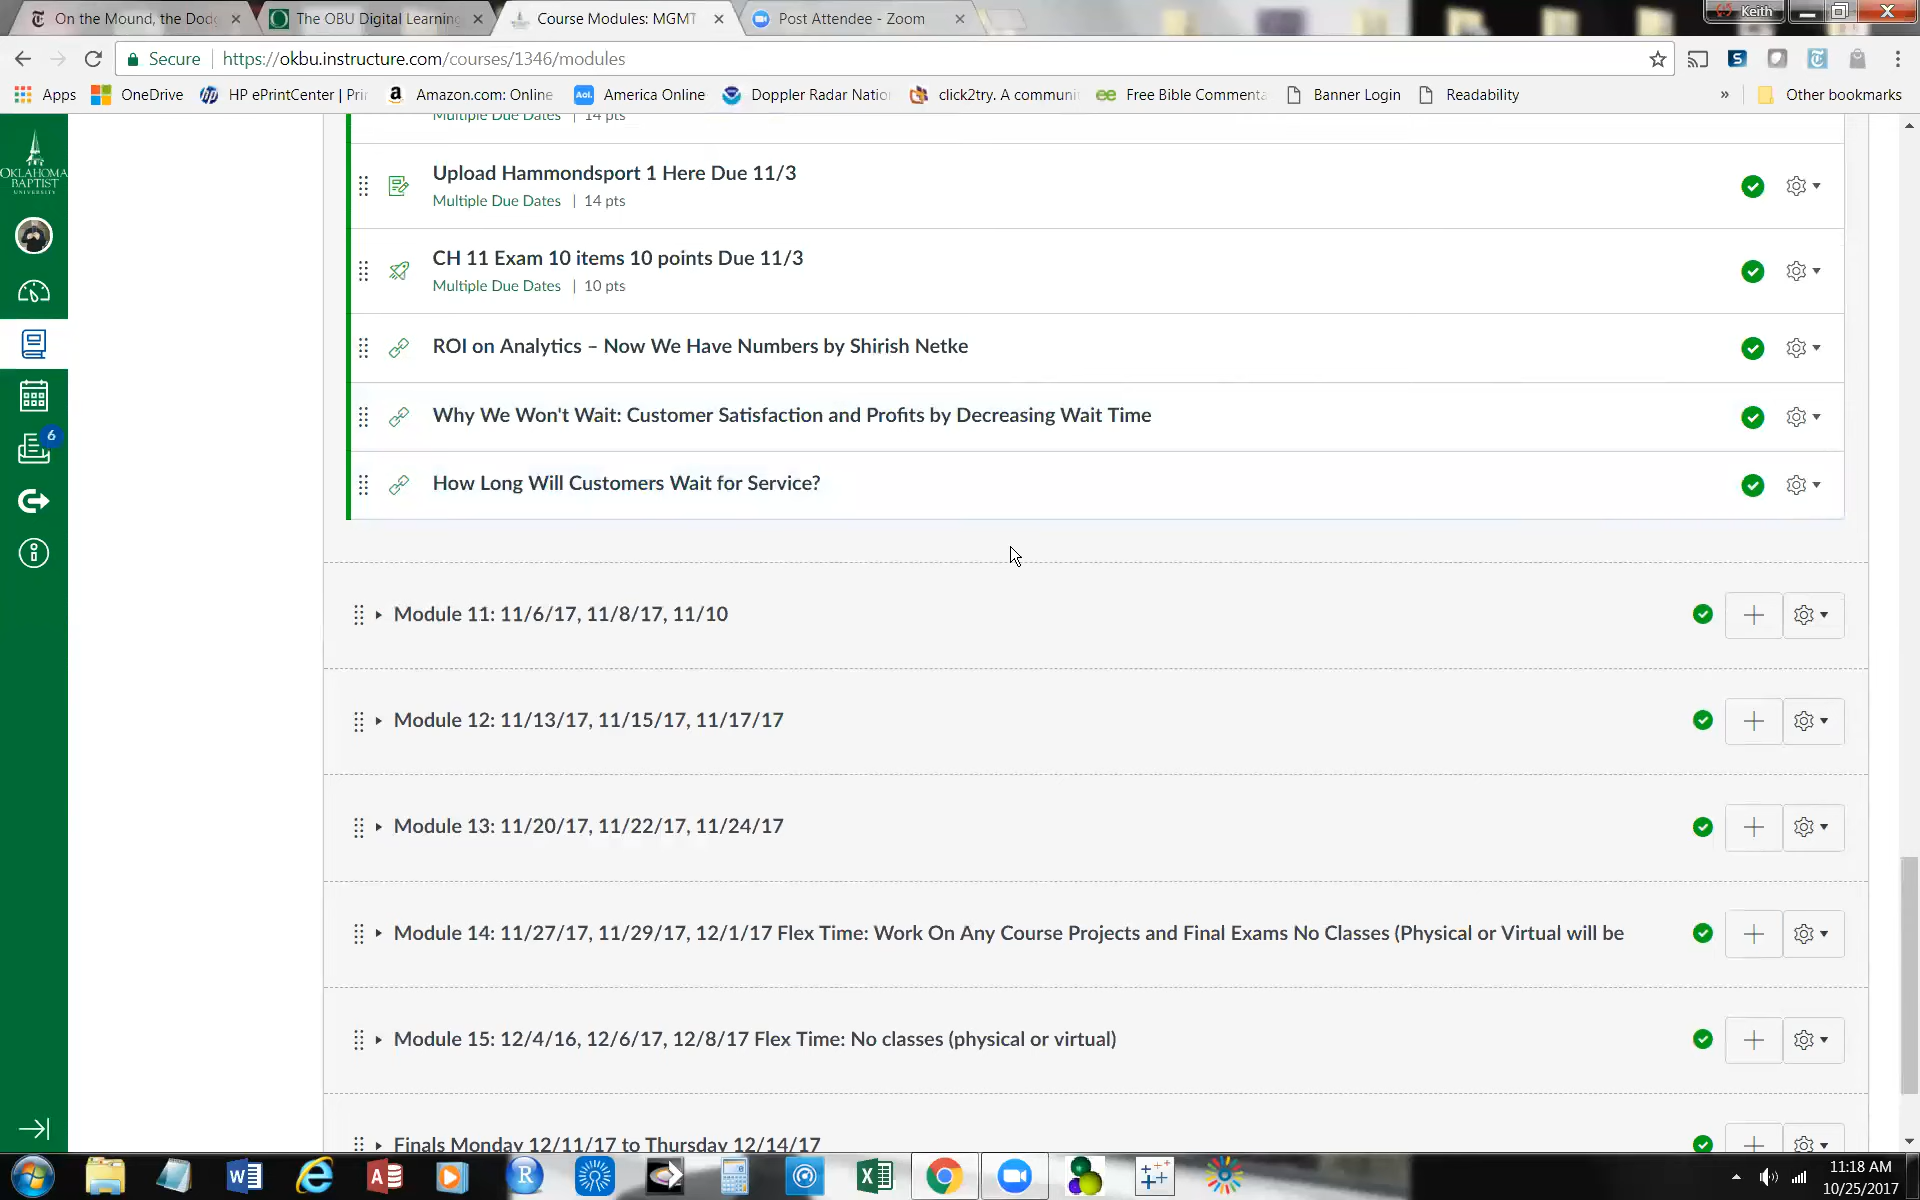 On the Mound, the Dod
The OBU Digital Learning
Course Modules: MGMT
Post Attendee - Zoom
Keith
Secure
https://okbu.instructure.com/courses/1346/modules
Apps
OneDrive
HP ePrintCenter | Pri
Amazon.com: Online
Aol.
America Online
Doppler Radar Natio
click2try. A communi
Free Bible Commenta
Banner Login
Readability
»
Other bookmarks
OKLAHOMA
BAPTIST
UNIVERSITY
Multiple Due Dates | 14 pts
Upload Hammondsport 1 Here Due 11/3
Multiple Due Dates | 14 pts
CH 11 Exam 10 items 10 points Due 11/3
Multiple Due Dates | 10 pts
ROI on Analytics – Now We Have Numbers by Shirish Netke
Why We Won't Wait: Customer Satisfaction and Profits by Decreasing Wait Time
6
How Long Will Customers Wait for Service?
Module 11: 11/6/17, 11/8/17, 11/10
Module 12: 11/13/17, 11/15/17, 11/17/17
Module 13: 11/20/17, 11/22/17, 11/24/17
Module 14: 11/27/17, 11/29/17, 12/1/17 Flex Time: Work On Any Course Projects and Final Exams No Classes (Physical or Virtual will be
Module 15: 12/4/16, 12/6/17, 12/8/17 Flex Time: No classes (physical or virtual)
Finals Monday 12/11/17 to Thursday 12/14/17
11:18 AM
10/25/2017